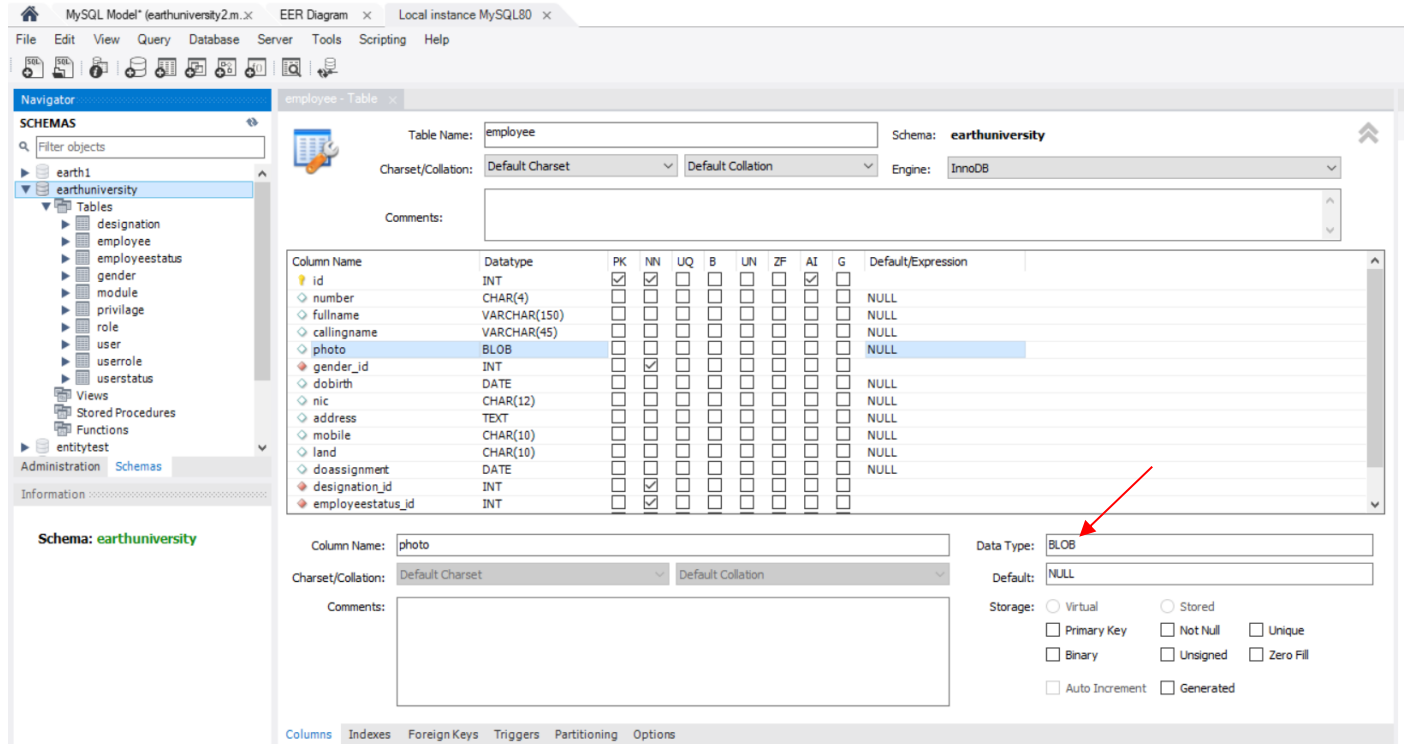 MySQL Model* (earthuniversity2.m... × EER Diagram × Local instance MySQL80 ×
File Edit View Query Database Server Tools Scripting Help
Navigator
SCHEMAS
Filter objects
earth1
earthuniversity
Tables
designation
employee
employeestatus
gender
module
privilage
role
user
userrole
userstatus
Views
Stored Procedures
Functions
entitytest
Administration Schemas
Information
Schema: earthuniversity
employee - Table ×
Table Name: employee Schema: earthuniversity
Charset/Collation: Default Charset Default Collation Engine: InnoDB
Comments:
Column Name Datatype PK NN UQ B UN ZF AI G Default/Expression
id INT
number CHAR(4) NULL
fullname VARCHAR(150) NULL
callingname VARCHAR(45) NULL
photo BLOB NULL
gender_id INT
dobirth DATE NULL
nic CHAR(12) NULL
address TEXT NULL
mobile CHAR(10) NULL
land CHAR(10) NULL
doassignment DATE NULL
designation_id INT
employeestatus_id INT
Column Name: photo Data Type: BLOB
Charset/Collation: Default Charset Default Collation Default: NULL
Comments: Storage: Virtual Stored
Primary Key Not Null Unique
Binary Unsigned Zero Fill
Auto Increment Generated
Columns Indexes Foreign Keys Triggers Partitioning Options